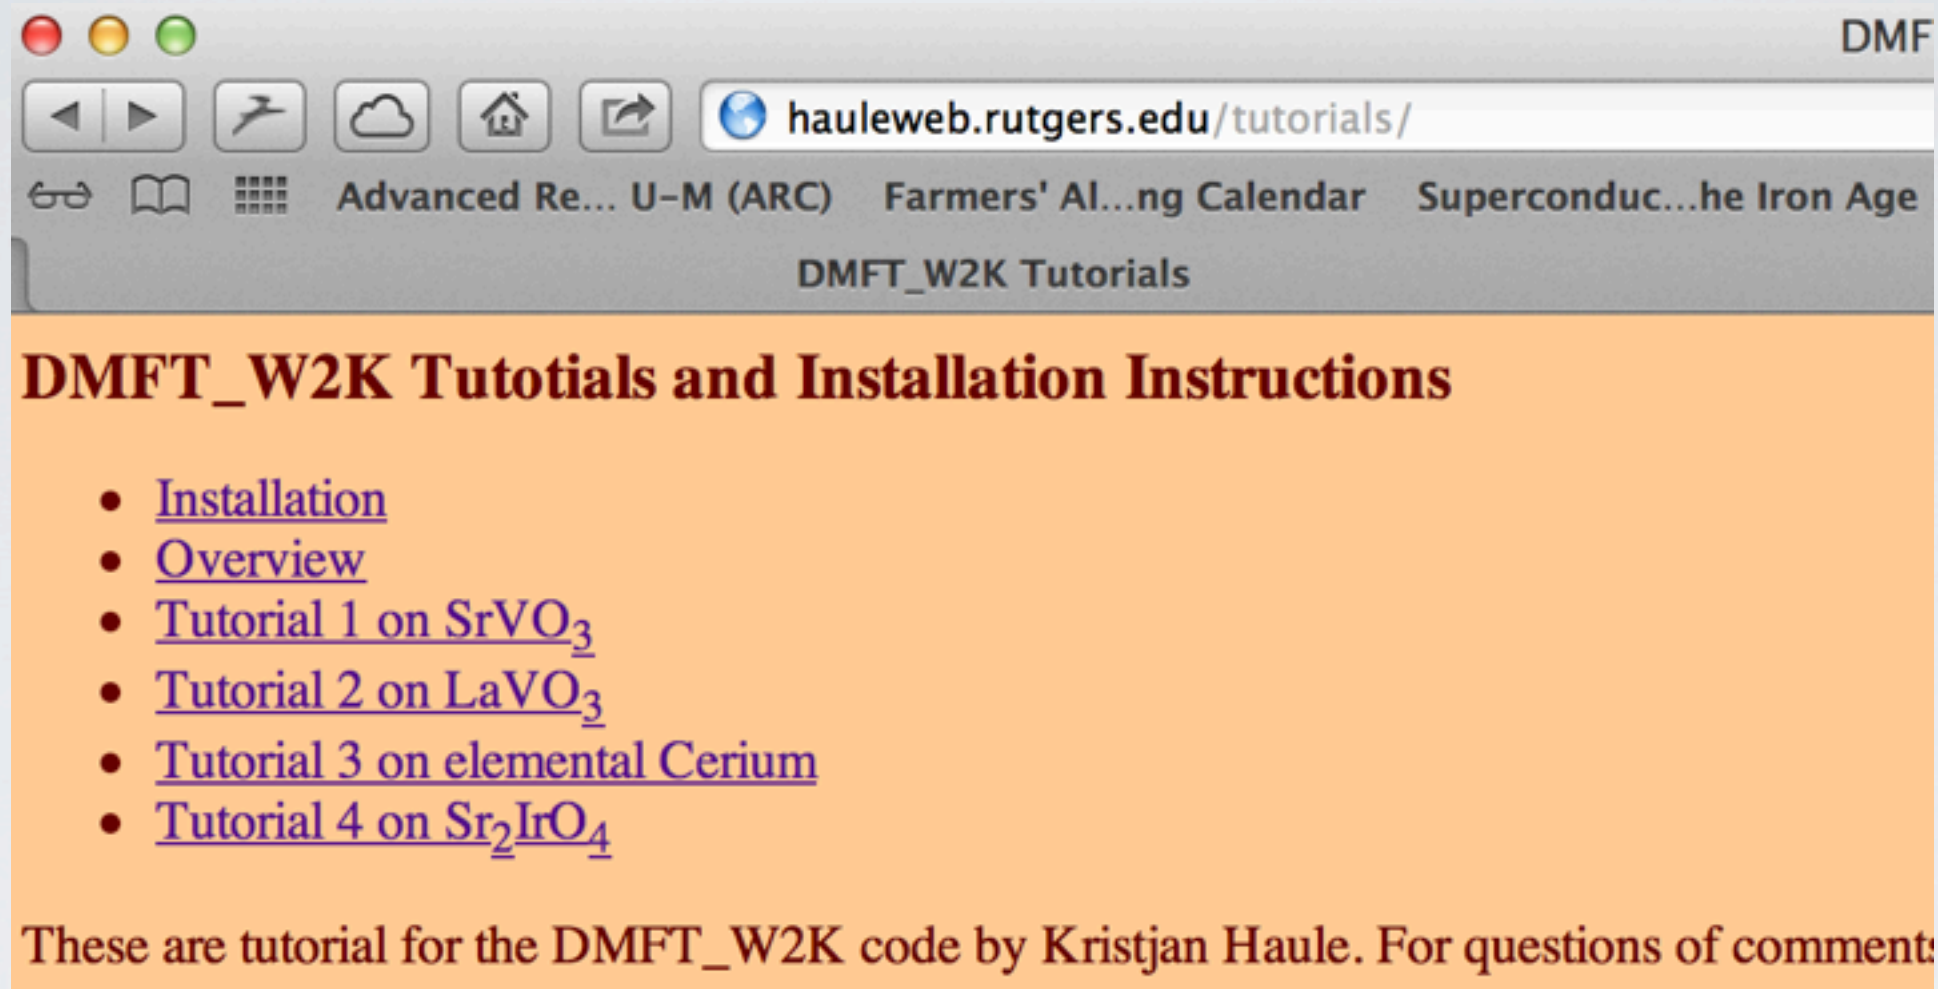 DMF
hauleweb.rutgers.edu/tutorials/
Advanced Re... U-M (ARC) Farmers' Al...ng Calendar Superconduc...he Iron Age
DMFT_W2K Tutorials
DMFT_W2K Tutotials and Installation Instructions
• Installation
• Overview
• Tutorial 1 on SrVO₃
• Tutorial 2 on LaVO₃
• Tutorial 3 on elemental Cerium
• Tutorial 4 on Sr₂IrO₄
These are tutorial for the DMFT_W2K code by Kristjan Haule. For questions of comments